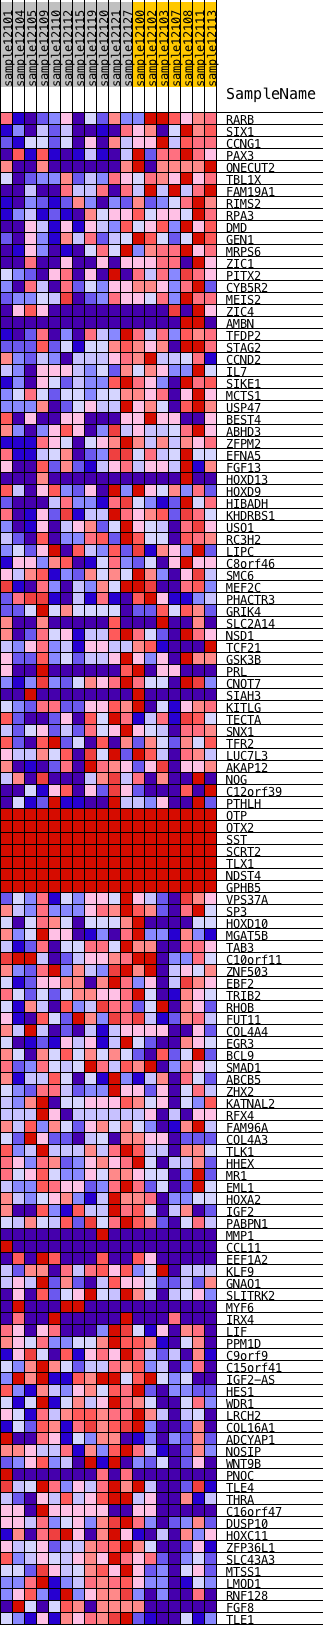 sample12101
sample12104
sample12105
sample12109
sample12110
sample12112
sample12115
sample12119
sample12120
sample12121
sample12100
sample12102
sample12103
sample12107
sample12108
sample12111
sample12113
SampleName
RARB
SIX1
CCNG1
PAX3
ONECUT2
TBL1X
FAM19A1
RIMS2
RPA3
DMD
GEN1
MRPS6
ZIC1
PITX2
CYB5R2
MEIS2
ZIC4
AMBN
TFDP2
STAG2
CCND2
IL7
SIKE1
MCTS1
USP47
BEST4
ABHD3
ZFPM2
EFNA5
FGF13
HOXD13
HOXD9
HIBADH
KHDRBS1
USO1
RC3H2
LIPC
C8orf46
SMC6
MEF2C
PHACTR3
GRIK4
SLC2A14
NSD1
TCF21
GSK3B
PRL
CNOT7
SIAH3
KITLG
TECTA
SNX1
TFR2
LUC7L3
AKAP12
NOG
C12orf39
PTHLH
OTP
OTX2
SST
SCRT2
TLX1
NDST4
GPHB5
VPS37A
SP3
HOXD10
MGAT5B
TAB3
C10orf11
ZNF503
EBF2
TRIB2
RHOB
FUT11
COL4A4
EGR3
BCL9
SMAD1
ABCB5
ZHX2
KATNAL2
RFX4
FAM96A
COL4A3
TLK1
HHEX
MR1
EML1
HOXA2
IGF2
PABPN1
MMP1
CCL11
EEF1A2
KLF9
GNAO1
SLITRK2
MYF6
IRX4
LIF
PPM1D
C9orf9
C15orf41
IGF2-AS
HES1
WDR1
LRCH2
COL16A1
ADCYAP1
NOSIP
WNT9B
PNOC
TLE4
THRA
C16orf47
DUSP10
HOXC11
ZFP36L1
SLC43A3
MTSS1
LMOD1
RNF128
FGF8
TLE1